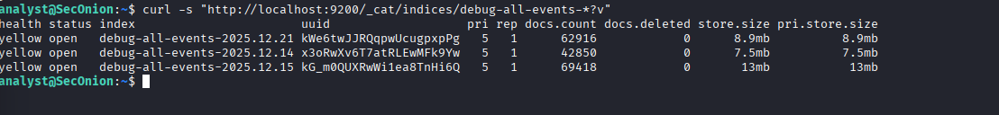 analyst@SecOnion:~$ curl -s "http://localhost:9200/_cat/indices/debug-all-events-*?v"
health status index                       uuid                   pri rep docs.count docs.deleted store.size pri.store.size
yellow open   debug-all-events-2025.12.21 kWe6twJJRQqpwUcugpxpPg   5   1      62916            0      8.9mb          8.9mb
yellow open   debug-all-events-2025.12.14 x3oRwXv6T7atRLEwMFk9Yw   5   1      42850            0      7.5mb          7.5mb
yellow open   debug-all-events-2025.12.15 kG_m0QUXRwWi1ea8TnHi6Q   5   1      69418            0       13mb           13mb
analyst@SecOnion:~$